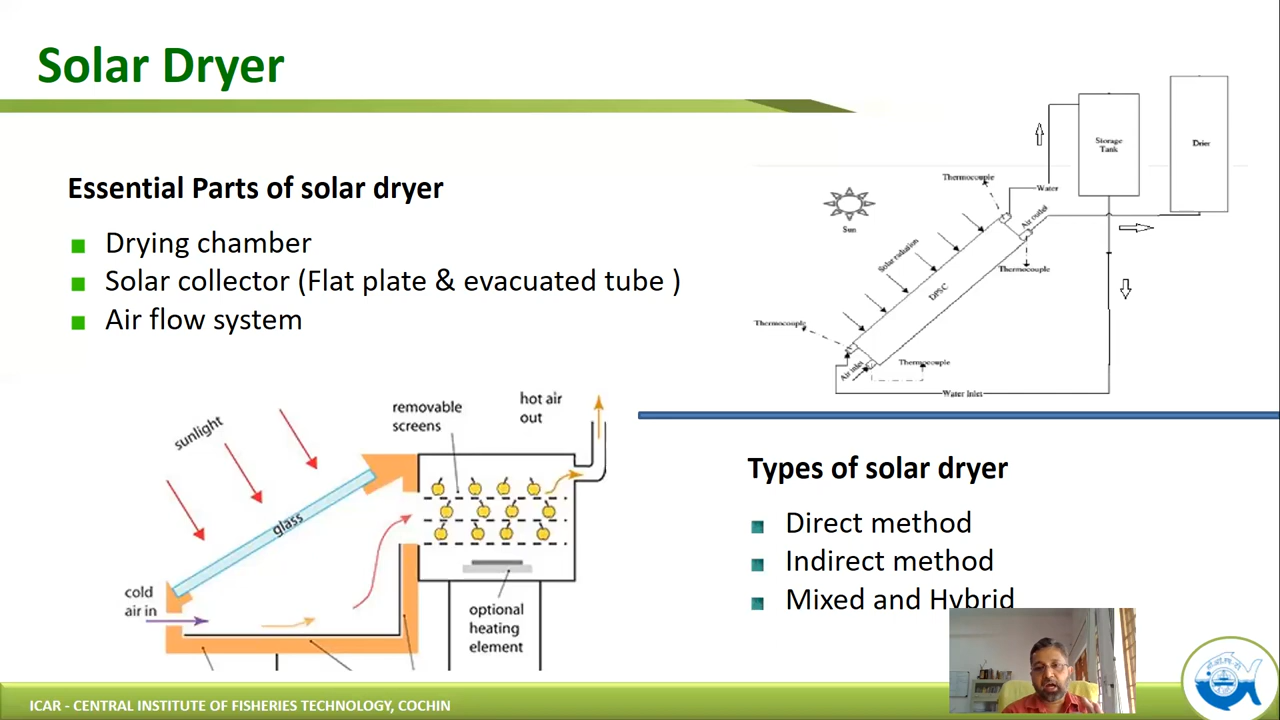 Solar Dryer
Essential Parts of solar dryer
Drying chamber
Solar collector (Flat plate & evacuated tube )
Air flow system
Storage
Tank
Drier
Thermocouple
Water
Air outlet
Sun
Solar radiation
Thermocouple
DPSC
Thermocouple
Thermocouple
Air inlet
Water Inlet
sunlight
removable
screens
hot air
out
glass
cold
air in
optional
heating
element
Types of solar dryer
Direct method
Indirect method
Mixed and Hybrid
ICAR - CENTRAL INSTITUTE OF FISHERIES TECHNOLOGY, COCHIN